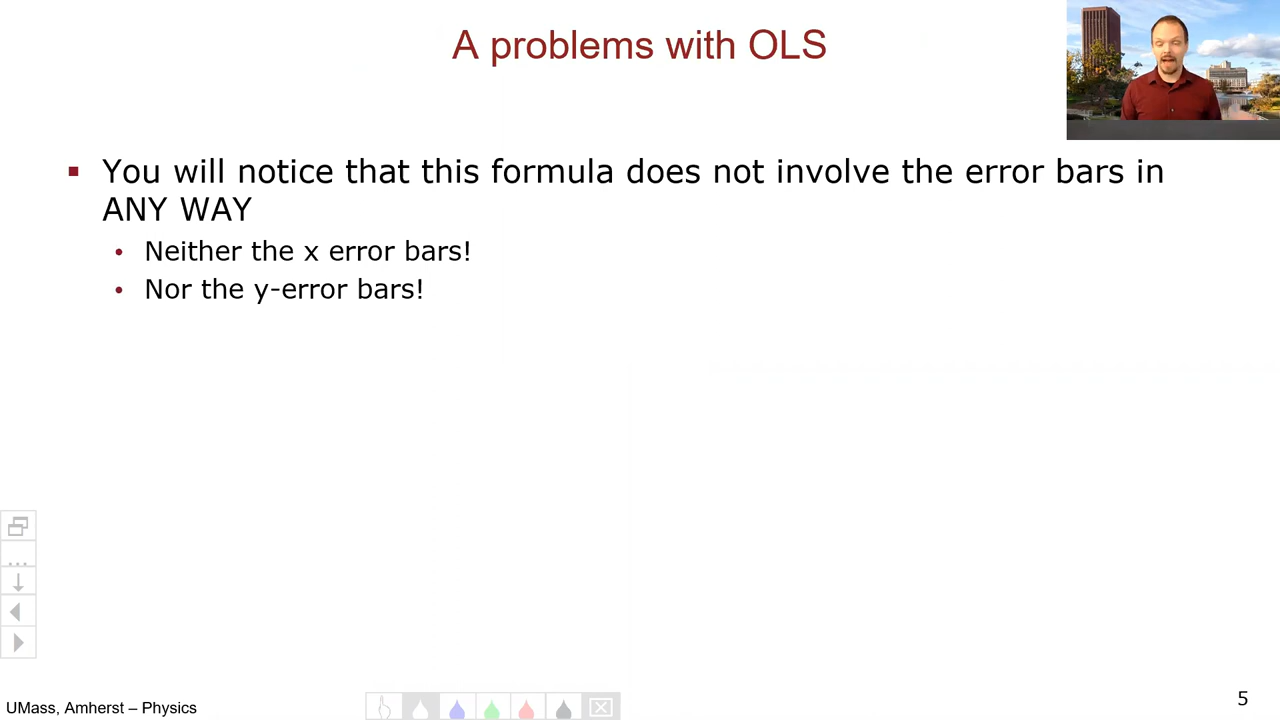 A problems with OLS
▪ You will notice that this formula does not involve the error bars in
ANY WAY
• Neither the x error bars!
• Nor the y-error bars!
UMass, Amherst – Physics
5